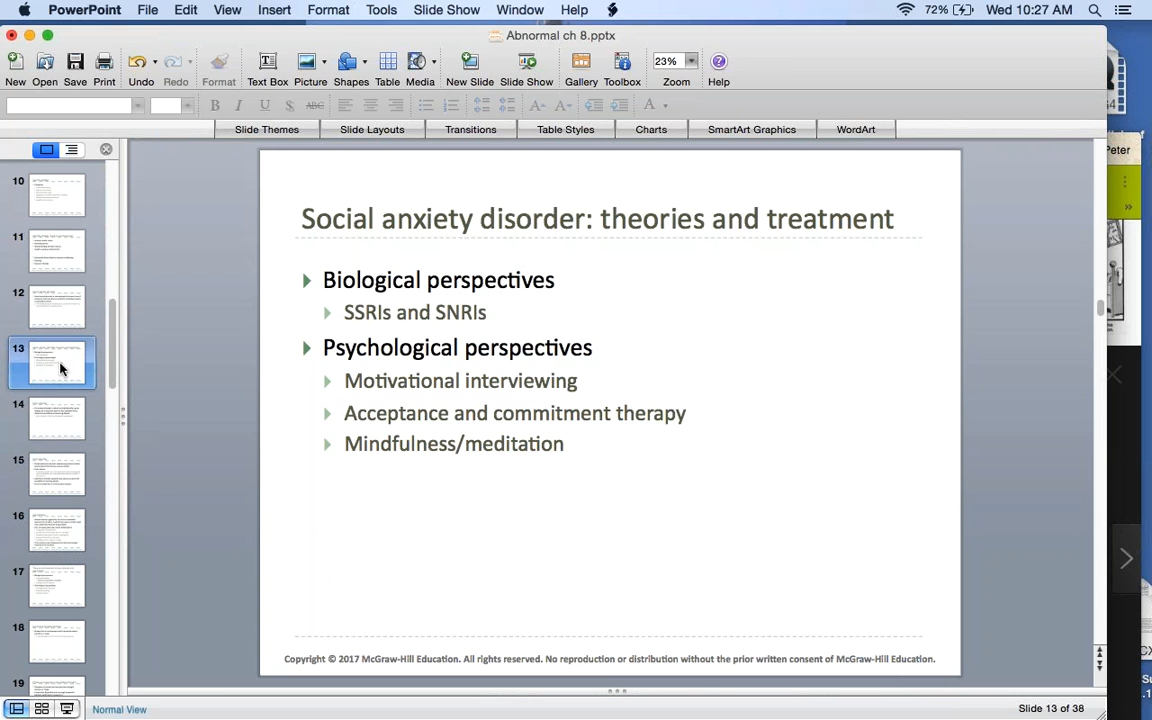 PowerPoint File Edit View Insert Format Tools Slide Show Window Help 72% Wed 10:27 AM
Abnormal ch 8.pptx
New Open Save Print Undo Redo Format Text Box Picture Shapes Table Media New Slide Slide Show Gallery Toolbox 23% Zoom Help
B I U S ABC A A A
Slide Themes Slide Layouts Transitions Table Styles Charts SmartArt Graphics WordArt
Peter
10
11
12
13
14
15
16
17
18
19
Social anxiety disorder: theories and treatment
Biological perspectives
SSRIs and SNRIs
Psychological perspectives
Motivational interviewing
Acceptance and commitment therapy
Mindfulness/meditation
Copyright © 2017 McGraw-Hill Education. All rights reserved. No reproduction or distribution without the prior written consent of McGraw-Hill Education.
Normal View
Slide 13 of 38